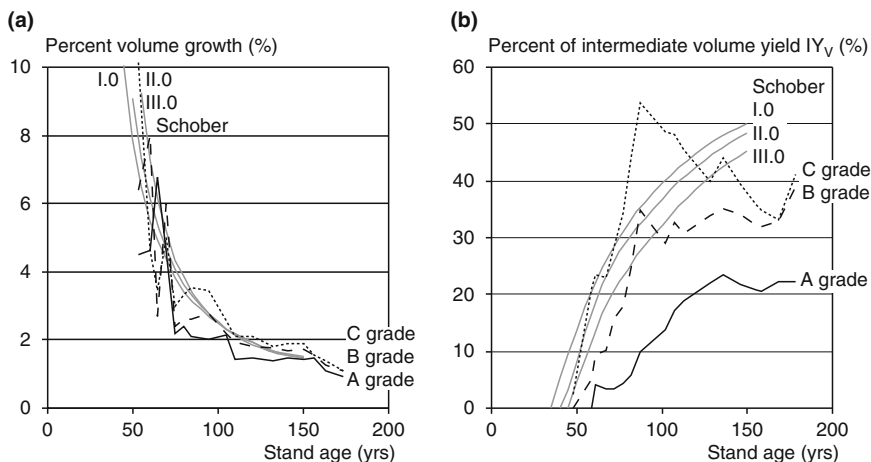 (a)
Percent volume growth (%)
10
8
6
4
2
0
I.0
II.0
III.0
Schober
C grade
B grade
A grade
0
50
100
150
200
Stand age (yrs)
(b)
Percent of intermediate volume yield IYV (%)
60
50
40
30
20
10
0
Schober
I.0
II.0
III.0
C grade
B grade
A grade
0
50
100
150
200
Stand age (yrs)